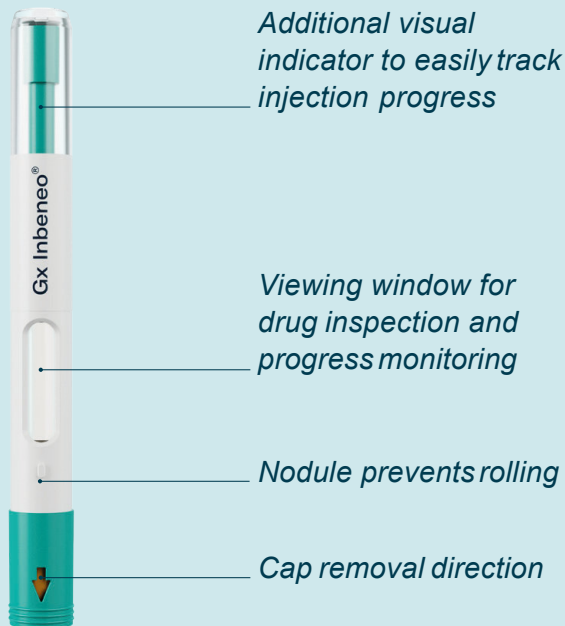 Additional visual
indicator to easily track
injection progress
Gx Inbeneo®
Viewing window for
drug inspection and
progress monitoring
Nodule prevents rolling
Cap removal direction